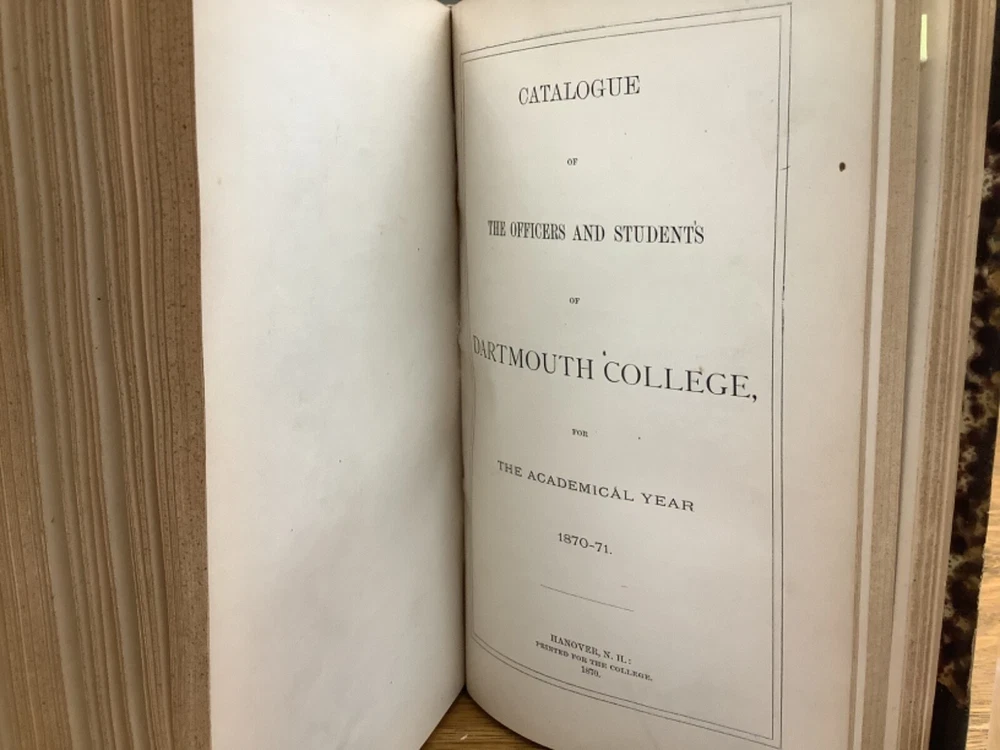 CATALOGUE
OF
THE OFFICERS AND STUDENTS
OF
DARTMOUTH COLLEGE,
FOR
THE ACADEMICAL YEAR
1870-71.
HANOVER, N. H.:
PRINTED FOR THE COLLEGE.
1870.